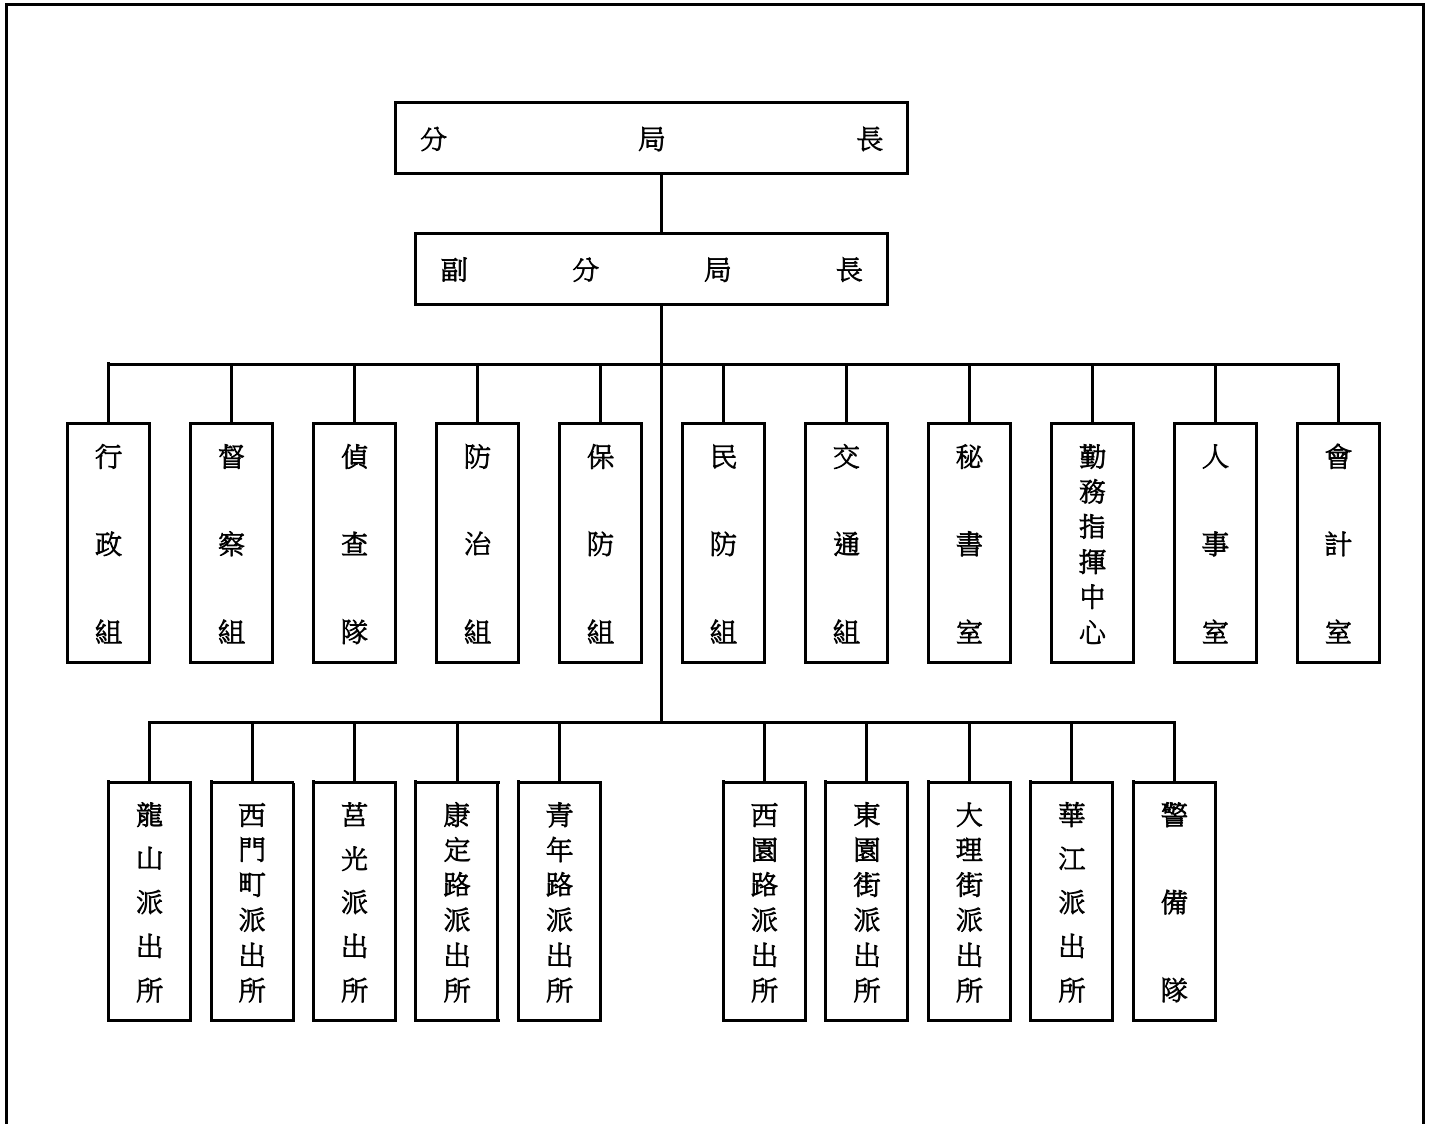 分局長
副分局長
行政組
督察組
偵查隊
防治組
保防組
民防組
交通組
秘書室
勤務指揮中心
人事室
會計室
龍山派出所
西門町派出所
莒光派出所
康定路派出所
青年路派出所
西園路派出所
東園街派出所
大理街派出所
華江派出所
警備隊